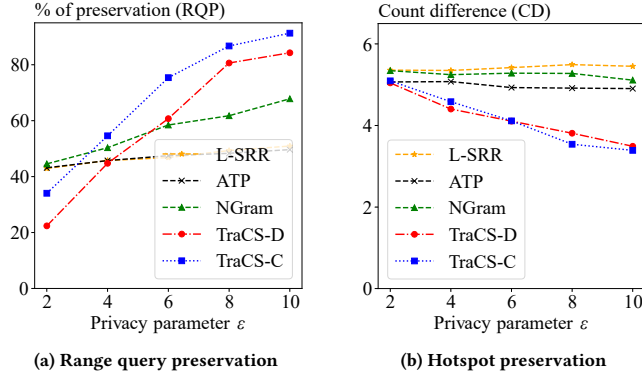 % of preservation (RQP)
80
60
40
20
0
2 4 6 8 10
L-SRR
ATP
NGram
TraCS-D
TraCS-C
Privacy parameter ε
(a) Range query preservation
Count difference (CD)
6
4
2
0
2 4 6 8 10
L-SRR
ATP
NGram
TraCS-D
TraCS-C
Privacy parameter ε
(b) Hotspot preservation